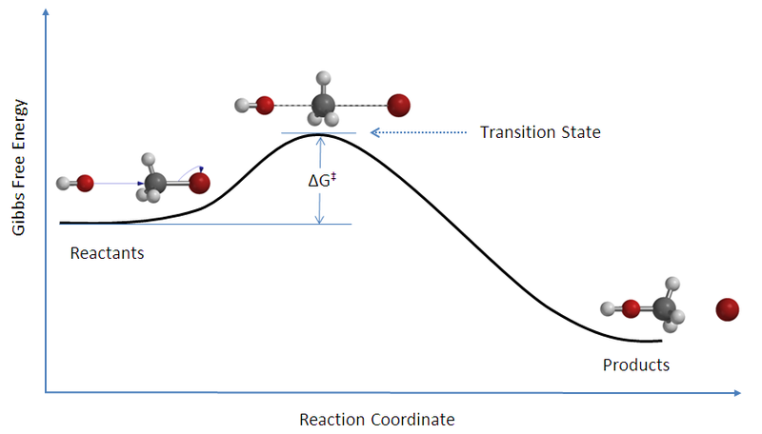 Gibbs Free Energy
Transition State
ΔG‡
Reactants
Products
Reaction Coordinate